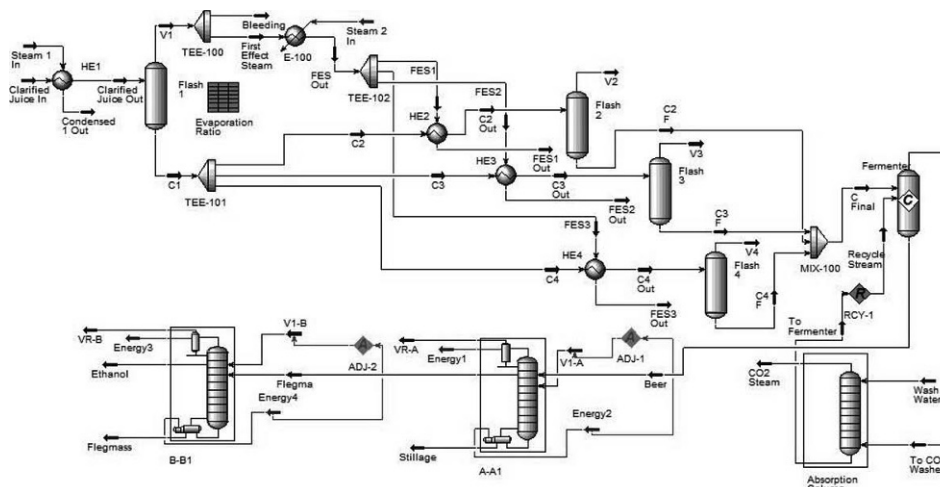 V1
Bleeding
TEE-100
First
Effect
Steam
E-100
Steam 2
In
Steam 1
In
HE1
Clarified
Juice In
Clarified
Juice Out
Condensed
1 Out
Flash
1
Evaporation
Ratio
FES
Out
TEE-102
FES1
FES2
HE2
C2
C2
Out
V2
Flash
2
C2
F
FES1
Out
C1
TEE-101
C3
HE3
C3
Out
V3
Flash
3
FES2
Out
C3
F
FES3
C4
HE4
C4
Out
V4
Flash
4
FES3
Out
C4
F
MIX-100
C
Final
Fermenter
C
Recycle
Stream
R
RCY-1
To
Fermenter
VR-B
Energy3
V1-B
ADJ-2
Ethanol
Flegma
Energy4
Flegmass
B-B1
VR-A
Energy1
V1-A
ADJ-1
Beer
Energy2
Stillage
A-A1
CO2
Steam
Wash
Water
To CO
Washe
Absorption